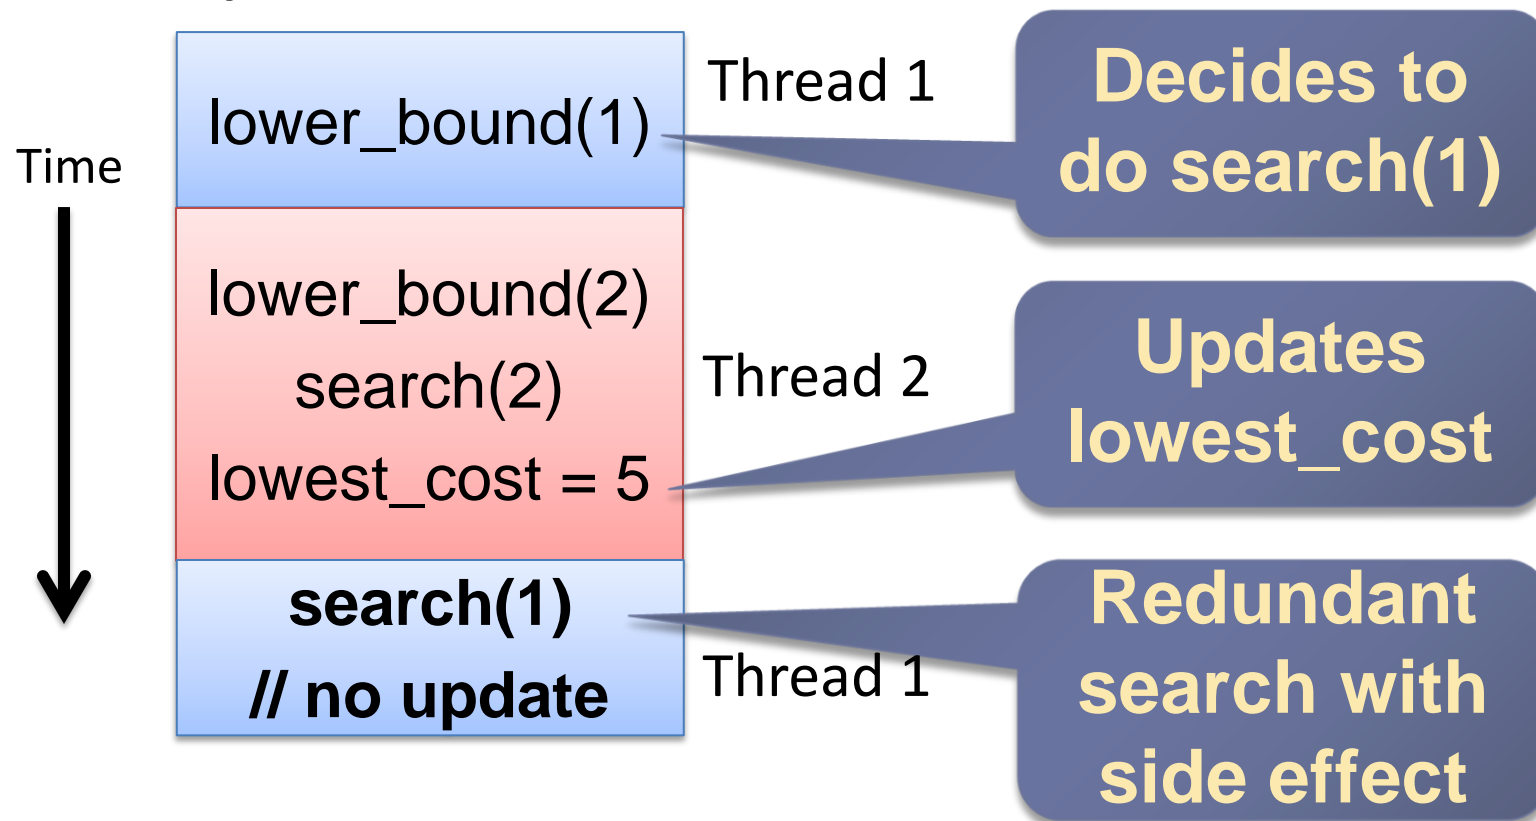 Time
lower_bound(1)
Thread 1
Decides to
do search(1)
lower_bound(2)
search(2)
lowest_cost = 5
Thread 2
Updates
lowest_cost
search(1)
// no update
Thread 1
Redundant
search with
side effect